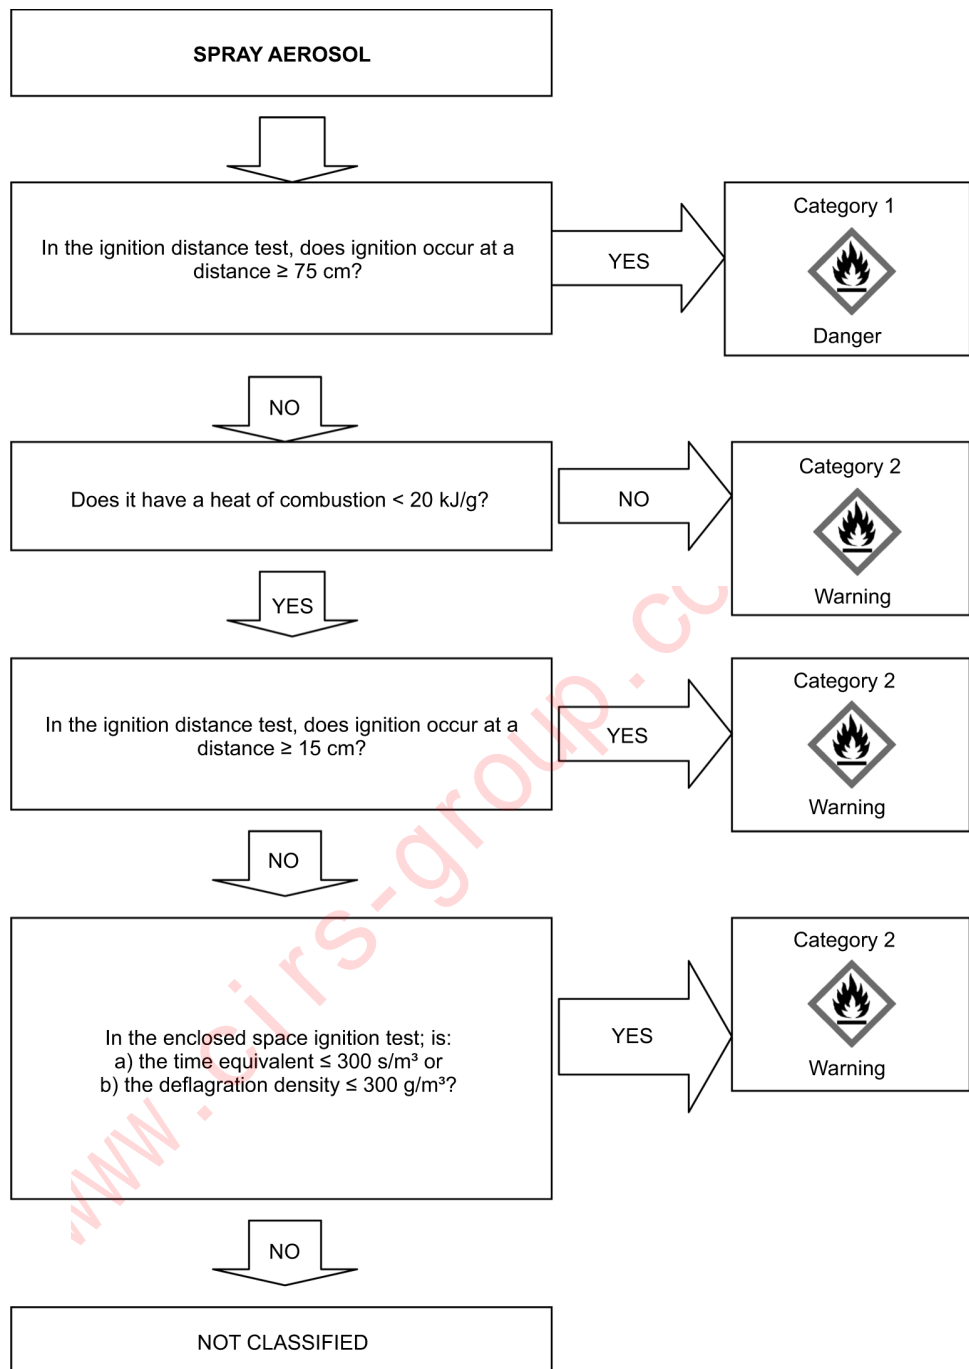 SPRAY AEROSOL
In the ignition distance test, does ignition occur at a
distance ≥ 75 cm?
YES
Category 1
Danger
NO
Does it have a heat of combustion < 20 kJ/g?
NO
Category 2
Warning
YES
In the ignition distance test, does ignition occur at a
distance ≥ 15 cm?
YES
Category 2
Warning
NO
In the enclosed space ignition test; is:
a) the time equivalent ≤ 300 s/m³ or
b) the deflagration density ≤ 300 g/m³?
YES
Category 2
Warning
NO
NOT CLASSIFIED
www.cirs-group.co